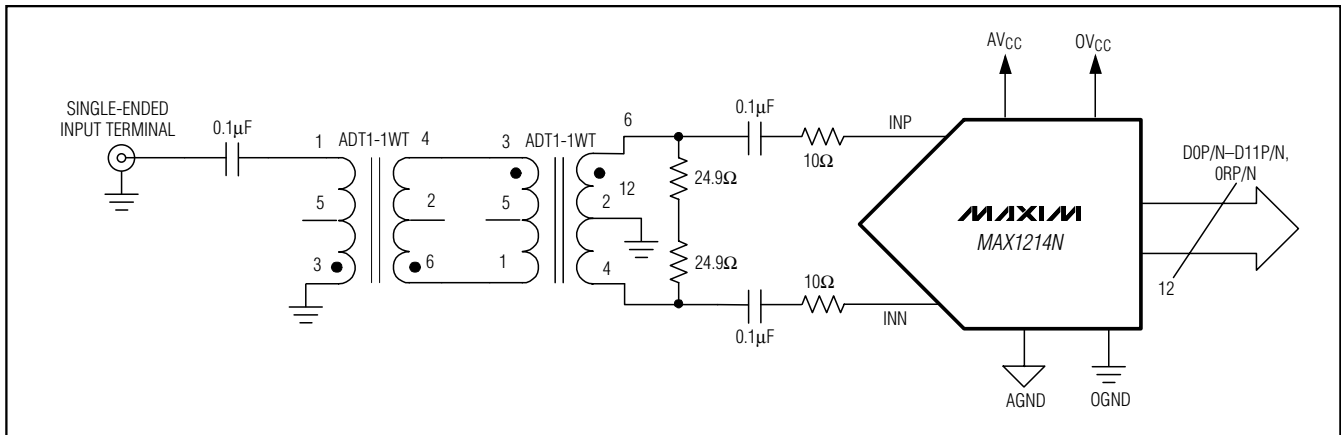 SINGLE-ENDED
INPUT TERMINAL
0.1μF
1
ADT1-1WT
4
5
2
3
6
3
ADT1-1WT
6
5
12
2
1
4
24.9Ω
24.9Ω
0.1μF
10Ω
INP
0.1μF
10Ω
INN
AVCC
OVCC
MAXIM
MAX1214N
AGND
OGND
D0P/N–D11P/N,
0RP/N
12